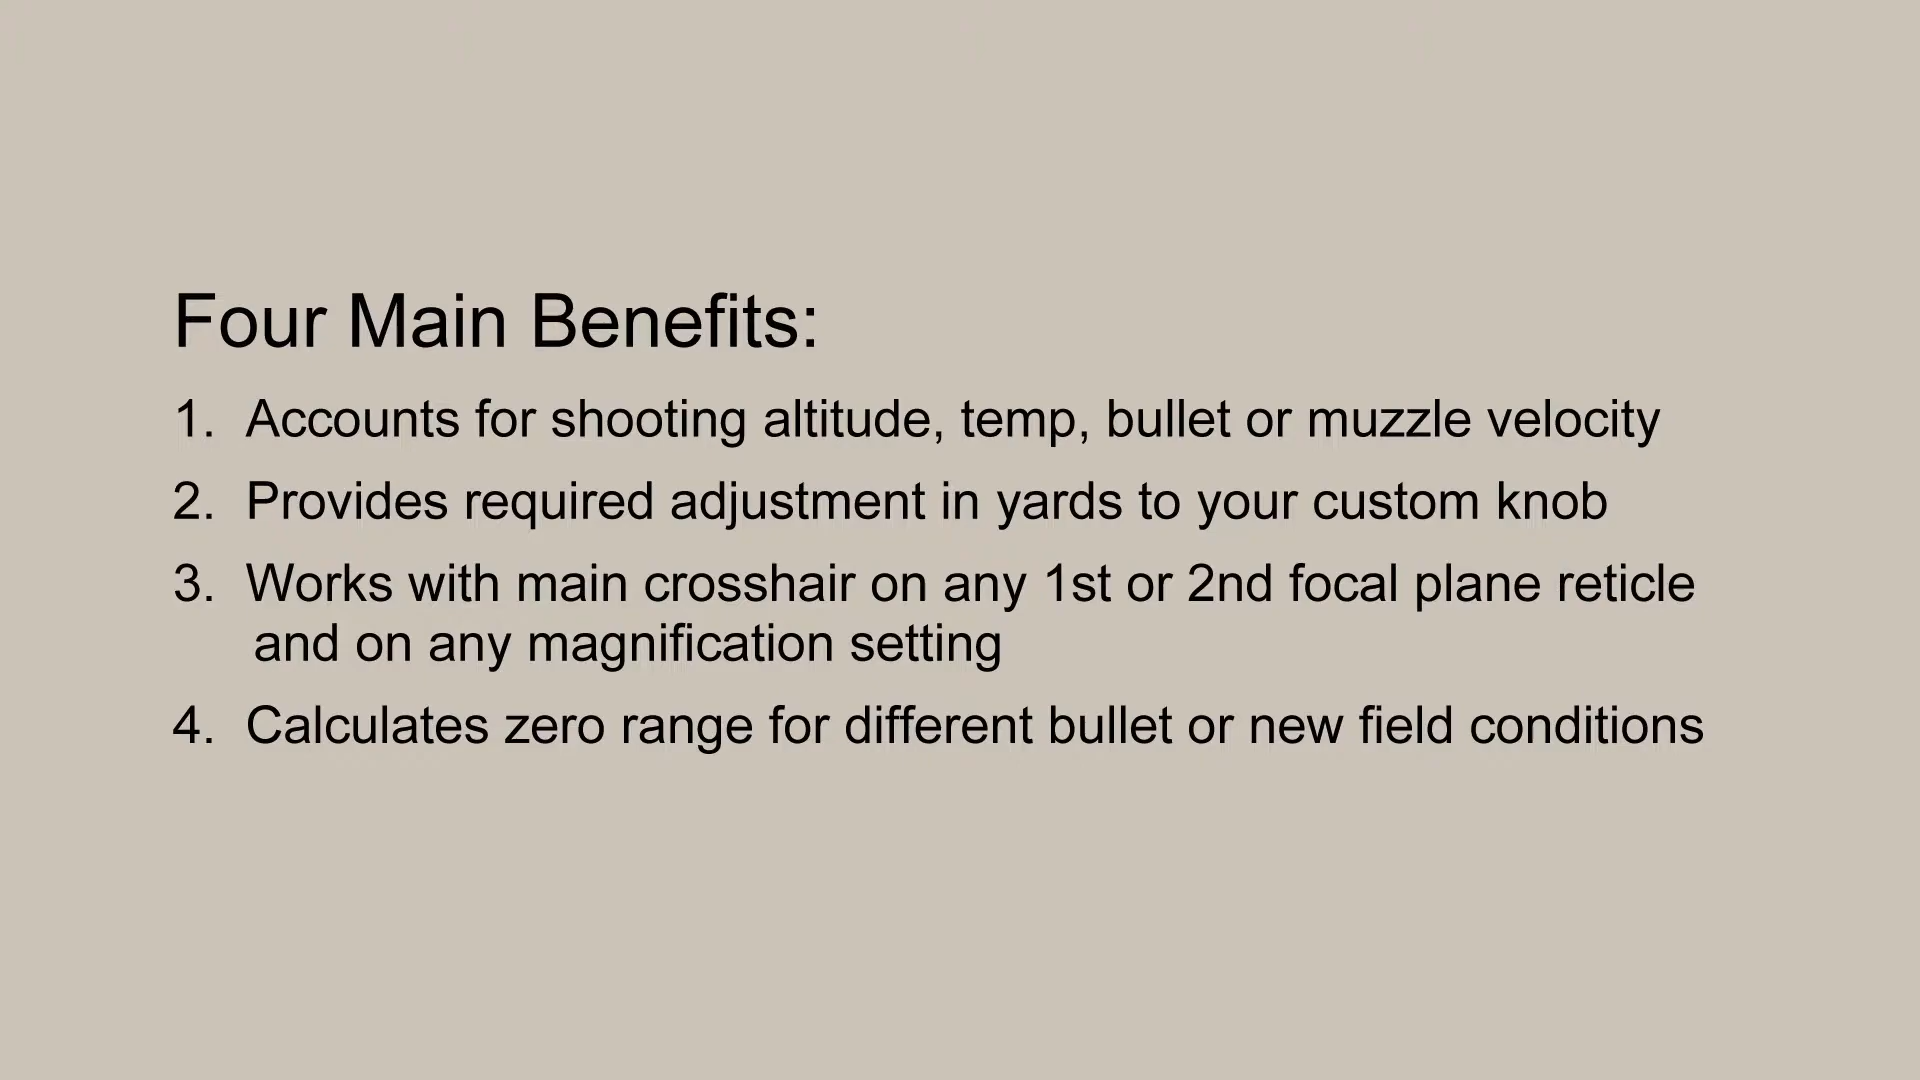 Four Main Benefits:
1. Accounts for shooting altitude, temp, bullet or muzzle velocity
2. Provides required adjustment in yards to your custom knob
3. Works with main crosshair on any 1st or 2nd focal plane reticle
and on any magnification setting
4. Calculates zero range for different bullet or new field conditions